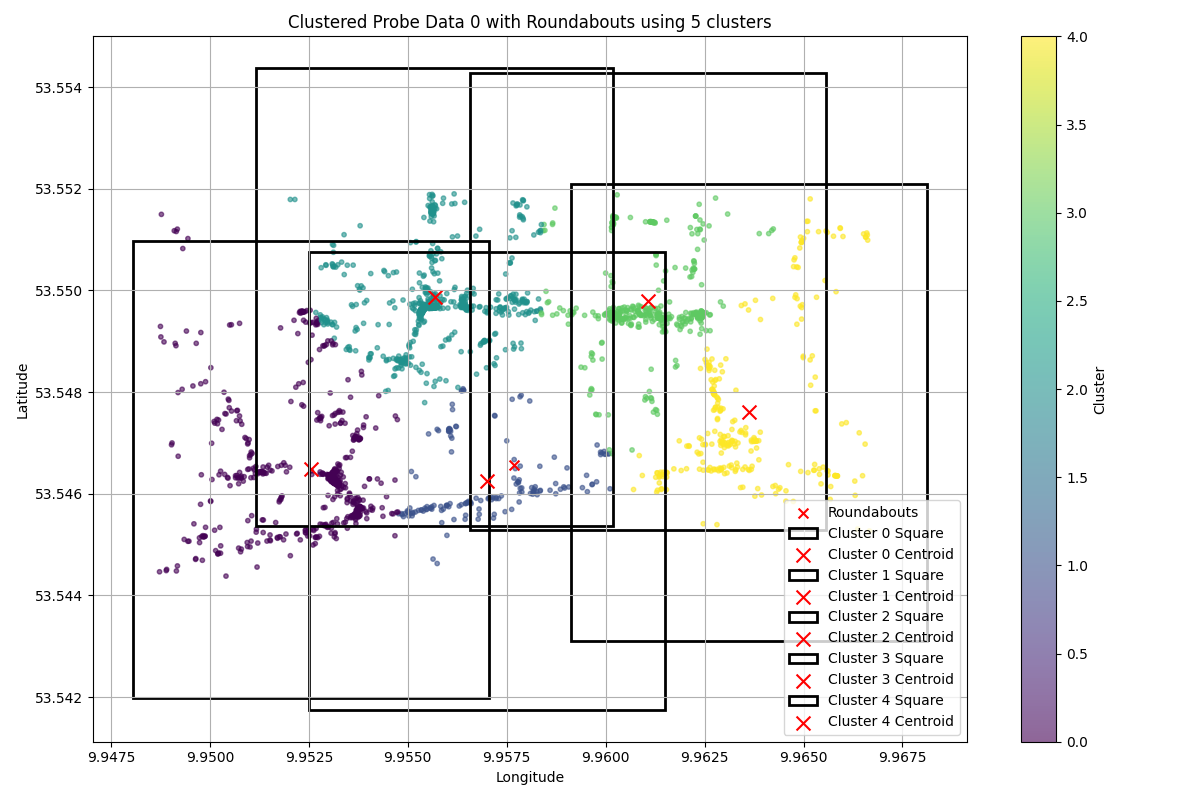 Clustered Probe Data 0 with Roundabouts using 5 clusters
53.554
53.552
53.550
53.548
53.546
53.544
53.542
Latitude
9.9475
9.9500
9.9525
9.9550
9.9575
9.9600
9.9625
9.9650
9.9675
Longitude
Roundabouts
Cluster 0 Square
Cluster 0 Centroid
Cluster 1 Square
Cluster 1 Centroid
Cluster 2 Square
Cluster 2 Centroid
Cluster 3 Square
Cluster 3 Centroid
Cluster 4 Square
Cluster 4 Centroid
4.0
3.5
3.0
2.5
2.0
1.5
1.0
0.5
0.0
Cluster